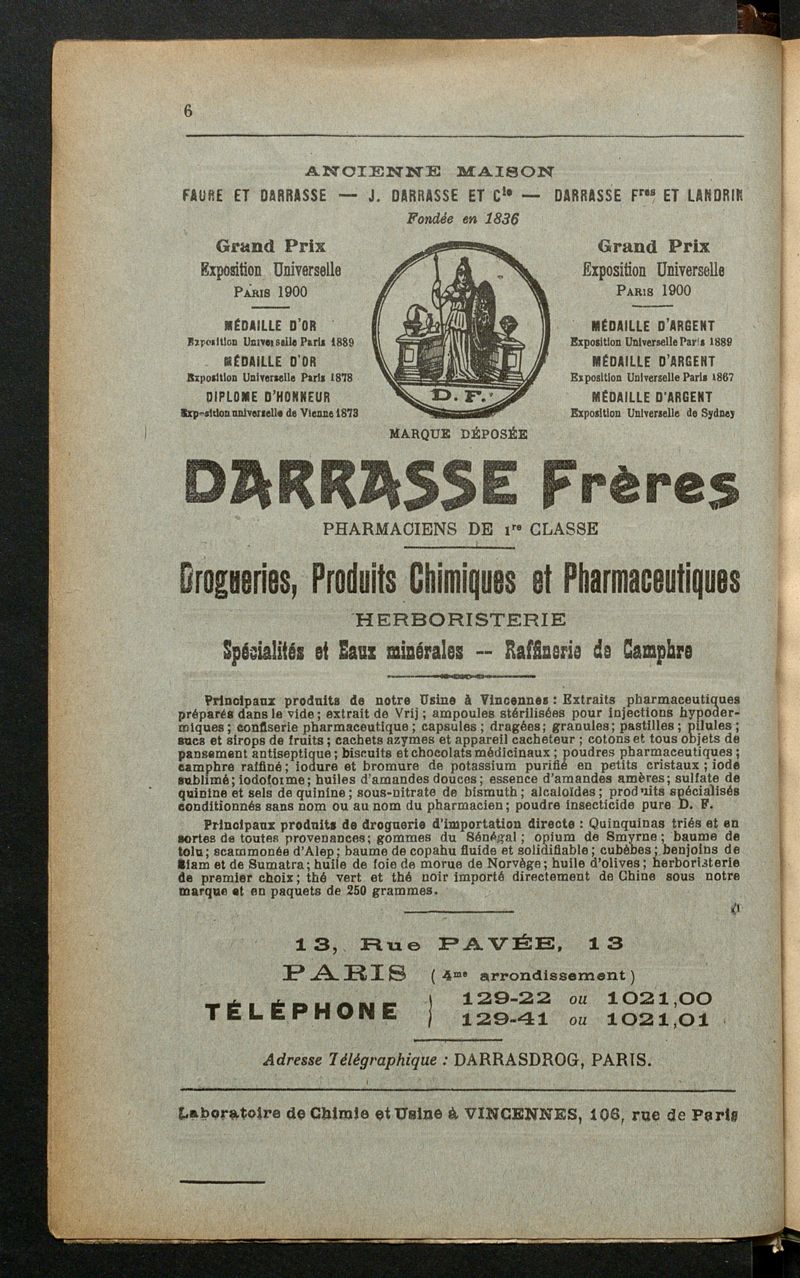 6
ANCIENNE MAISON
FAURE ET DARRASSE — J. DARRASSE ET Cie — DARRASSE Fres ET LANDRIN
Fondée en 1836
Grand Prix
Exposition Universelle
PARIS 1900
MÉDAILLE D'OR
Exposition Universelle Paris 1889
MÉDAILLE D'OR
Exposition Universelle Paris 1878
DIPLOME D'HONNEUR
Exposition universelle de Vienne 1873
D. F.
MARQUE DÉPOSÉE
Grand Prix
Exposition Universelle
PARIS 1900
MÉDAILLE D'ARGENT
Exposition Universelle Paris 1889
MÉDAILLE D'ARGENT
Exposition Universelle Paris 1867
MÉDAILLE D'ARGENT
Exposition Universelle de Sydney
DARRASSE Frères
PHARMACIENS DE 1re CLASSE
Drogueries, Produits Chimiques et Pharmaceutiques
HERBORISTERIE
Spécialités et Eaux minérales — Raffinerie de Camphre
Principaux produits de notre Usine à Vincennes : Extraits pharmaceutiques
préparés dans le vide ; extrait de Vrij ; ampoules stérilisées pour injections hypoder-
miques ; confiserie pharmaceutique ; capsules ; dragées ; granules ; pastilles ; pilules ;
sucs et sirops de fruits ; cachets azymes et appareil cacheteur ; cotons et tous objets de
pansement antiseptique ; biscuits et chocolats médicinaux ; poudres pharmaceutiques ;
camphre raffiné ; iodure et bromure de potassium purifié en petits cristaux ; iode
sublimé ; iodoforme ; huiles d'amandes douces ; essence d'amandes amères ; sulfate de
quinine et sels de quinine ; sous-nitrate de bismuth ; alcaloïdes ; produits spécialisés
conditionnés sans nom ou au nom du pharmacien ; poudre insecticide pure D. F.
Principaux produits de droguerie d'importation directe : Quinquinas triés et en
sortes de toutes provenances ; gommes du Sénégal ; opium de Smyrne ; baume de
tolu ; scammonée d'Alep ; baume de copahu fluide et solidifiable ; cubèbes ; benjoins de
Siam et de Sumatra ; huile de foie de morue de Norvège ; huile d'olives ; herboristerie
de premier choix ; thé vert et thé noir importé directement de Chine sous notre
marque et en paquets de 250 grammes.
13, Rue PAVÉE, 13
PARIS (4me arrondissement)
TÉLÉPHONE { 129-22 ou 1021,00
129-41 ou 1021,01
Adresse Télégraphique : DARRASDROG, PARIS.
Laboratoire de Chimie et Usine à VINCENNES, 106, rue de Paris